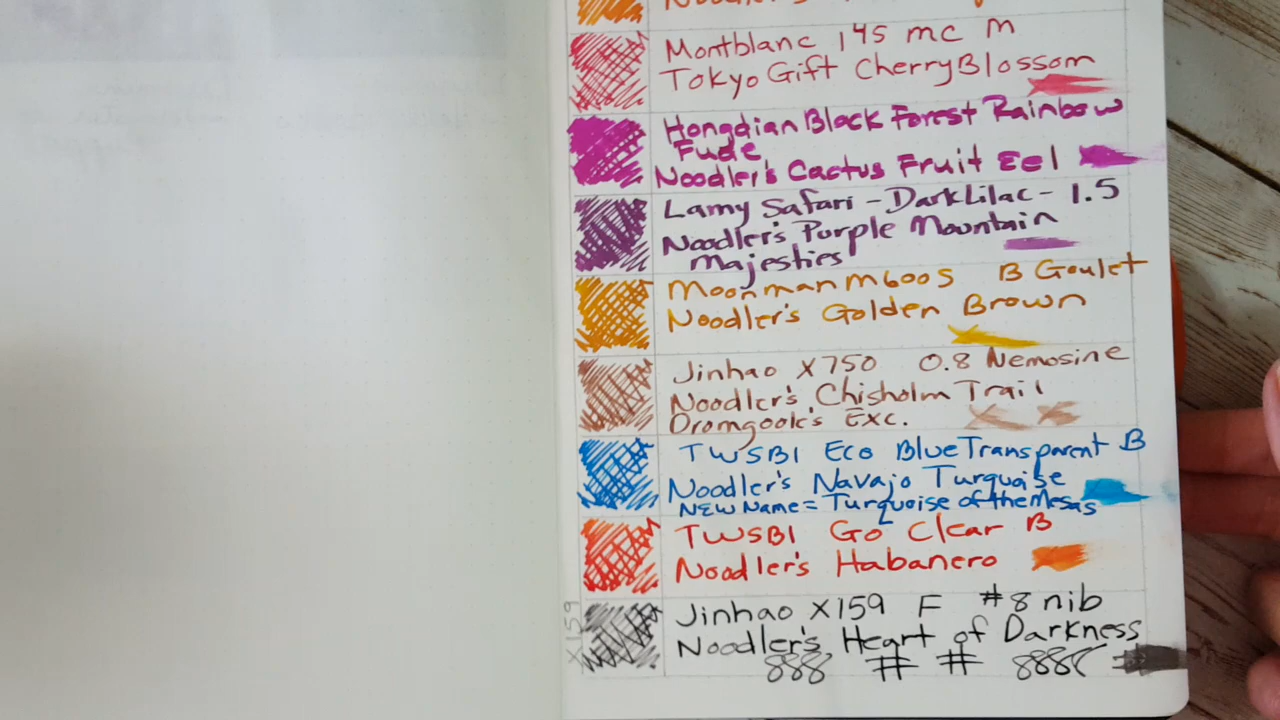 Noodler's
Montblanc 145 MC M
Tokyo Gift Cherry Blossom
Hongdian Black Forest Rainbow
Fude
Noodler's Cactus Fruit Eel
Lamy Safari - Dark Lilac - 1.5
Noodler's Purple Mountain
Majesties
Moonman M600S B Goulet
Noodler's Golden Brown
Jinhao X750 0.8 Nemosine
Noodler's Chisholm Trail
Dromgoole's Exc.
TWSBI Eco Blue Transparent B
Noodler's Navajo Turquoise
New Name = Turquoise of the Mesas
TWSBI Go Clear B
Noodler's Habanero
X159
Jinhao X159 F #8 nib
Noodler's Heart of Darkness
888 # # 888 #